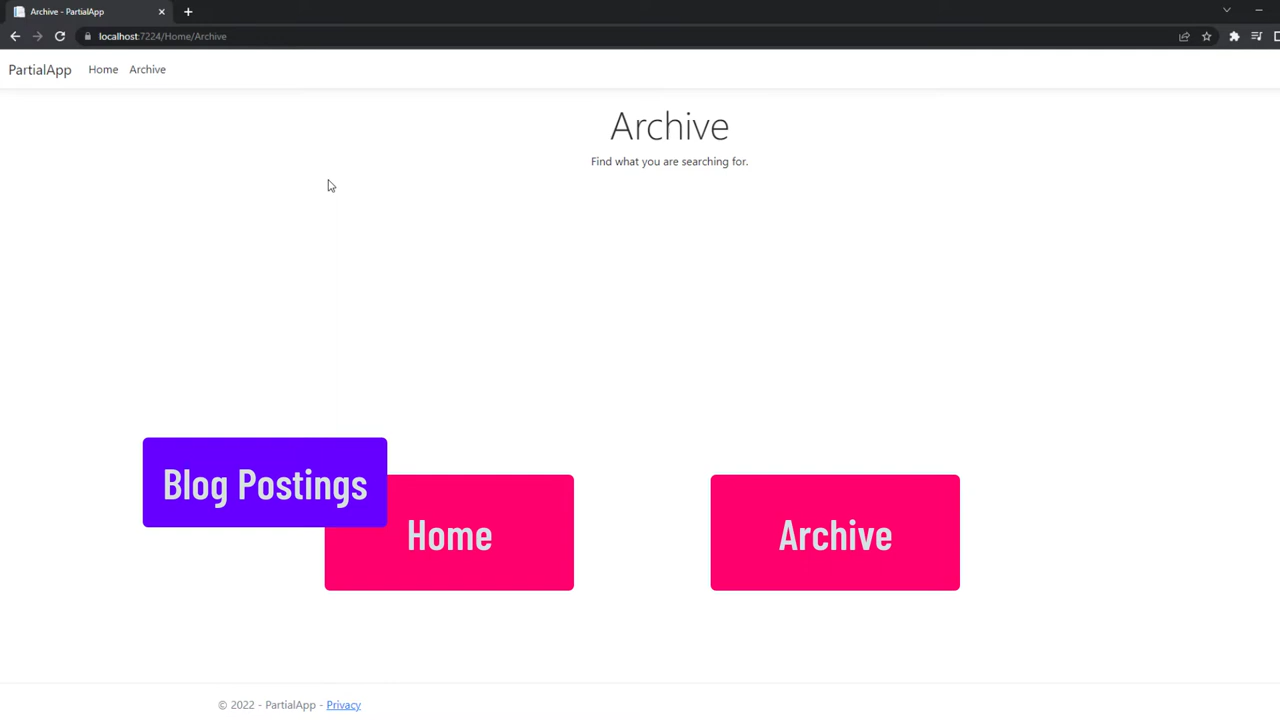 Archive - PartialApp
localhost:7224/Home/Archive
PartialApp Home Archive
Archive
Find what you are searching for.
Blog Postings
Home
Archive
© 2022 - PartialApp - Privacy